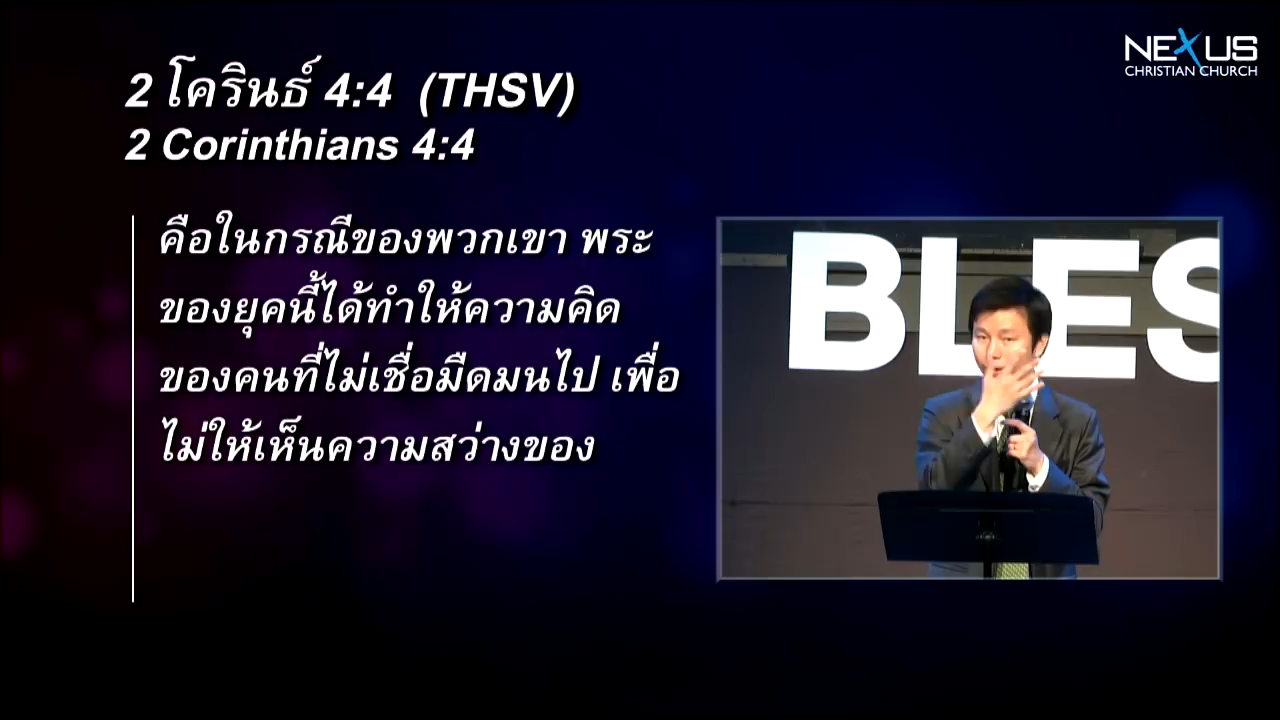 NEXUS
CHRISTIAN CHURCH
2 โครินธ์ 4:4 (THSV)
2 Corinthians 4:4
คือในกรณีของพวกเขา พระ
ของยุคนี้ได้ทำให้ความคิด
ของคนที่ไม่เชื่อมืดมนไป เพื่อ
ไม่ให้เห็นความสว่างของ
BLES